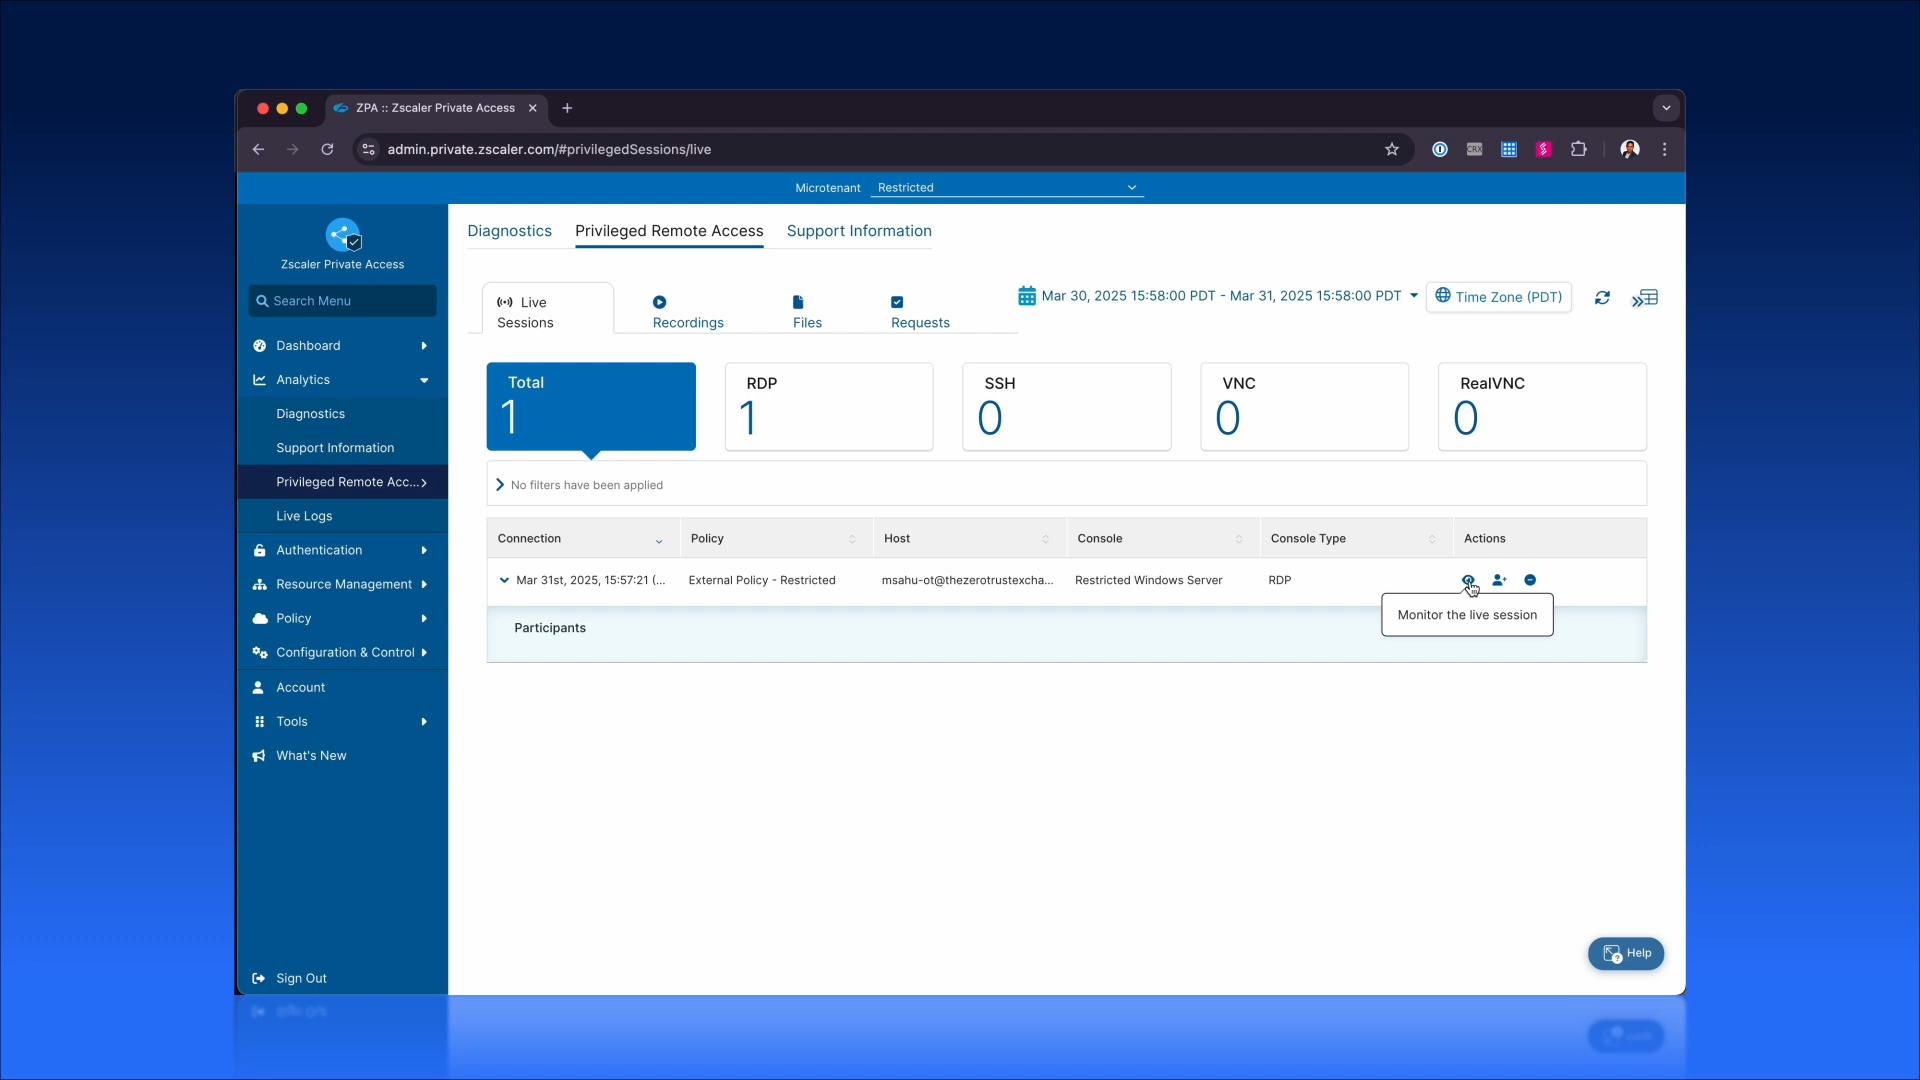 ZPA :: Zscaler Private Access
admin.private.zscaler.com/#privilegedSessions/live
CRX
Microtenant Restricted
Zscaler Private Access
Search Menu
Dashboard
Analytics
Diagnostics
Support Information
Privileged Remote Acc...
Live Logs
Authentication
Resource Management
Policy
Configuration & Control
Account
Tools
What's New
Sign Out
Diagnostics Privileged Remote Access Support Information
Live Sessions
Recordings
Files
Requests
Mar 30, 2025 15:58:00 PDT - Mar 31, 2025 15:58:00 PDT
Time Zone (PDT)
Total
1
RDP
1
SSH
0
VNC
0
RealVNC
0
No filters have been applied
Connection Policy Host Console Console Type Actions
Mar 31st, 2025, 15:57:21 (... External Policy - Restricted msahu-ot@thezerotrustexcha... Restricted Windows Server RDP
Monitor the live session
Participants
Help